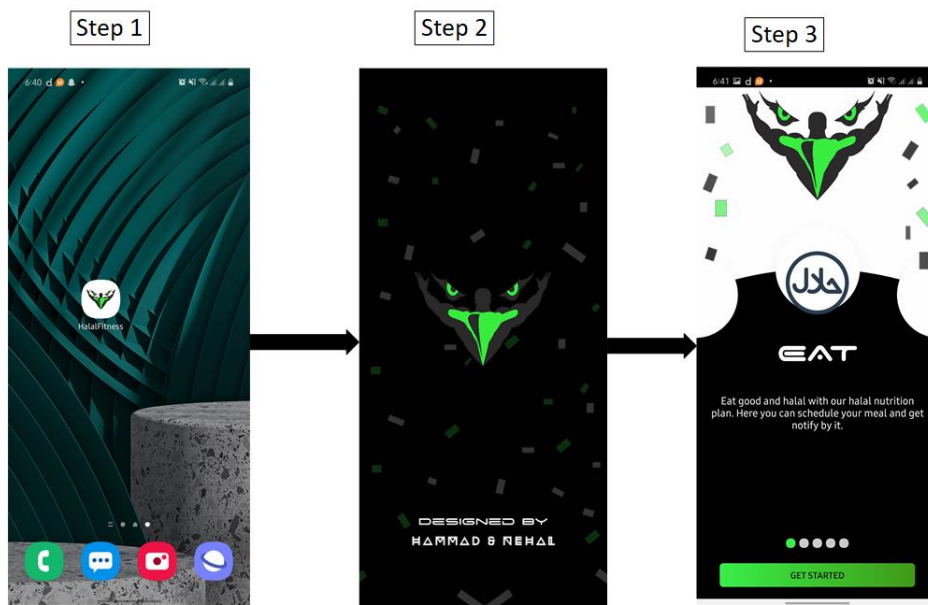 Step 1
Step 2
Step 3
6:40
HalalFitness
DESIGNED BY
HAMMAD & NEHAL
6:41
حلال
EAT
Eat good and halal with our halal nutrition
plan. Here you can schedule your meal and get
notify by it.
GET STARTED